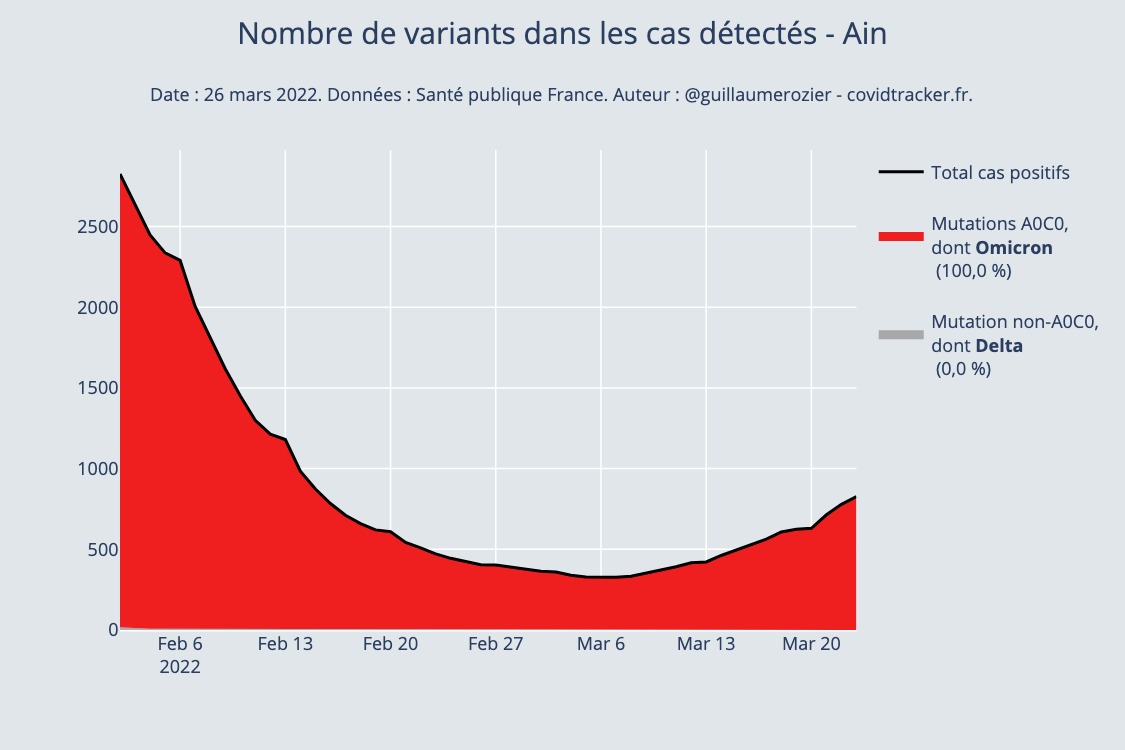 Nombre de variants dans les cas détectés - Ain
Date : 26 mars 2022. Données : Santé publique France. Auteur : @guillaumerozier - covidtracker.fr.
Total cas positifs
Mutations A0C0,
dont Omicron
(100,0 %)
Mutation non-A0C0,
dont Delta
(0,0 %)
2500
2000
1500
1000
500
0
Feb 6 Feb 13 Feb 20 Feb 27 Mar 6 Mar 13 Mar 20
2022